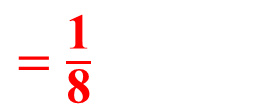 = 1/8